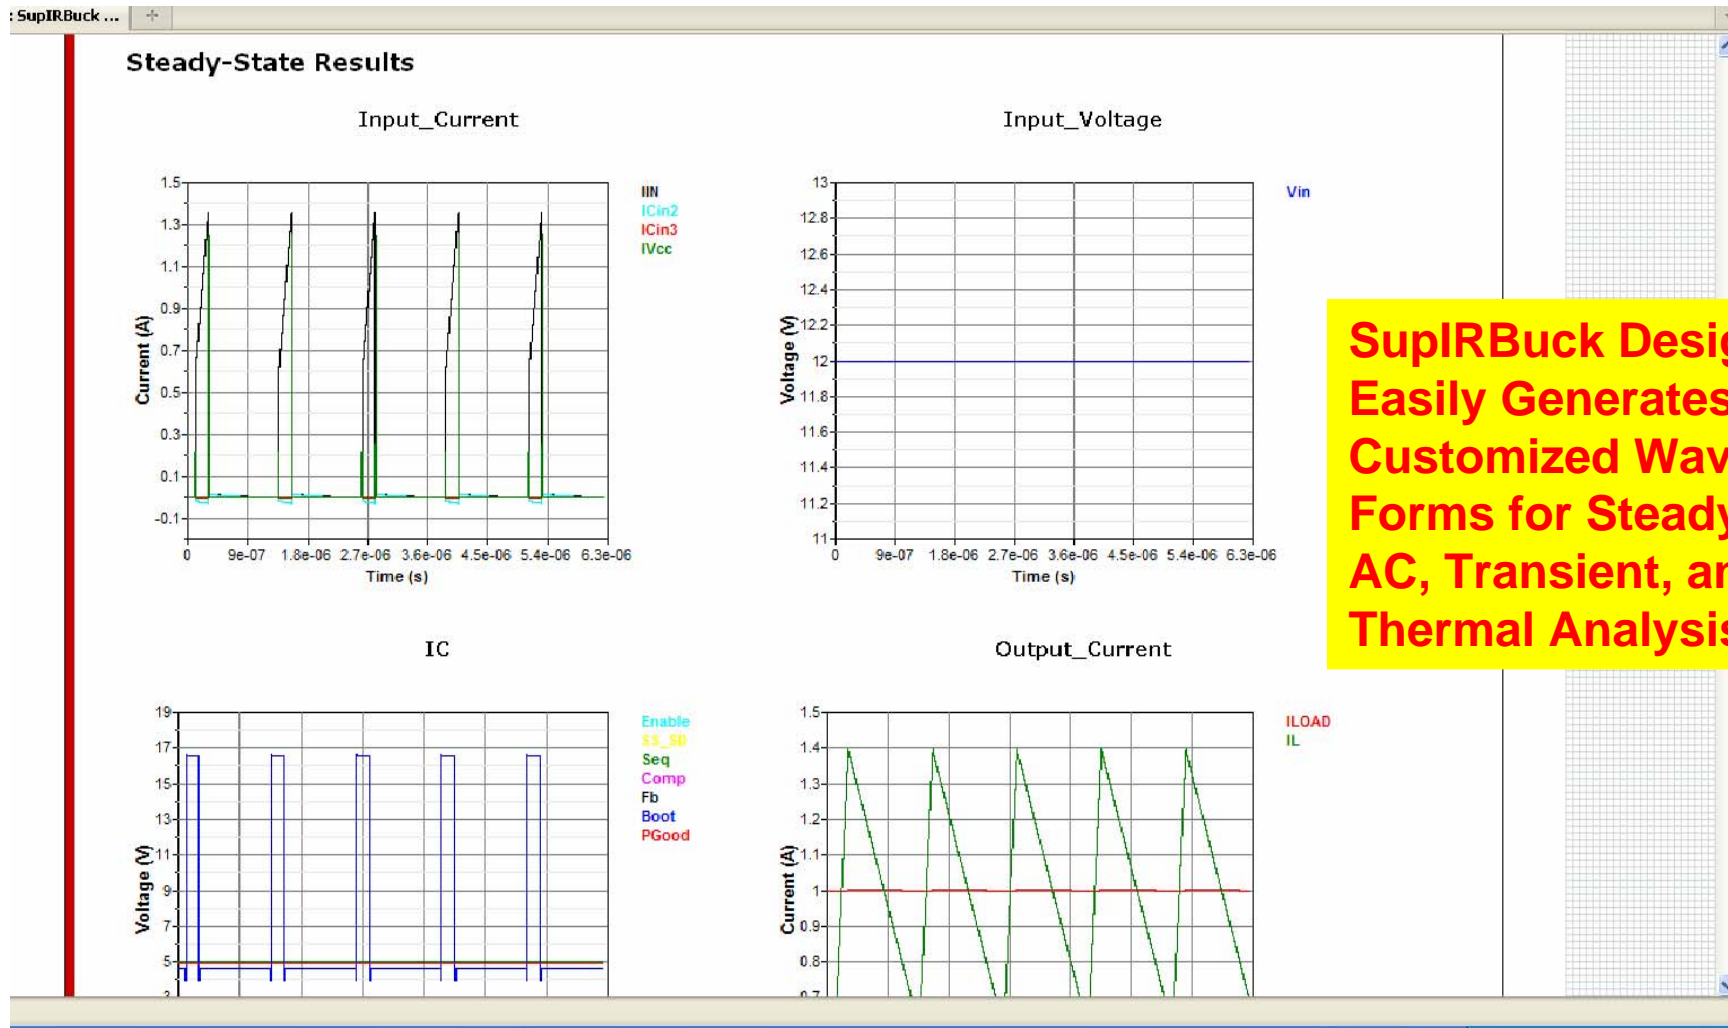 : SupIRBuck ...
Steady-State Results
Input_Current
1.5
1.3
1.1
0.9
0.7
0.5
0.3
0.1
-0.1
Current (A)
0 9e-07 1.8e-06 2.7e-06 3.6e-06 4.5e-06 5.4e-06 6.3e-06
Time (s)
IIN
ICin2
ICin3
IVcc
Input_Voltage
13
12.8
12.6
12.4
12.2
12
11.8
11.6
11.4
11.2
11
Voltage (V)
0 9e-07 1.8e-06 2.7e-06 3.6e-06 4.5e-06 5.4e-06 6.3e-06
Time (s)
Vin
SupIRBuck Desig
Easily Generates
Customized Wav
Forms for Steady
AC, Transient, an
Thermal Analysis
IC
19
17
15
13
11
9
7
5
3
Voltage (V)
Enable
SS_SD
Seq
Comp
Fb
Boot
PGood
Output_Current
1.5
1.4
1.3
1.2
1.1
1
0.9
0.8
0.7
Current (A)
ILOAD
IL